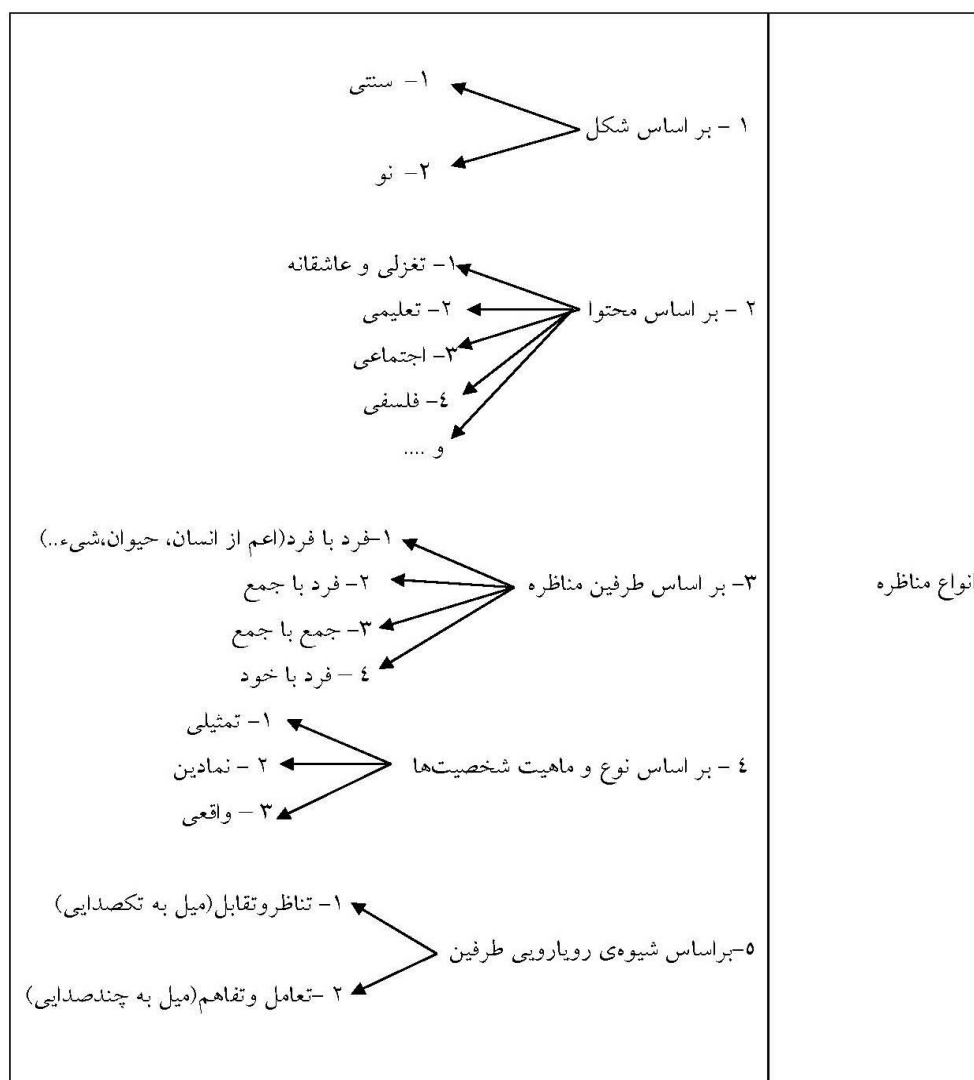 انواع مناظره
۱ - بر اساس شکل
۱- سنتی
۲- نو
۲ - بر اساس محتوا
۱- تغزلی و عاشقانه
۲- تعلیمی
۳- اجتماعی
٤- فلسفی
و ....
۳- بر اساس طرفین مناظره
۱-فرد با فرد(اعم از انسان، حیوان،شیء..)
۲- فرد با جمع
۳- جمع با جمع
٤ - فرد با خود
٤ - بر اساس نوع و ماهیت شخصیت‌ها
۱- تمثیلی
۲ - نمادین
۳ - واقعی
٥-براساس شیوه‌ی رویارویی طرفین
۱- تناظروتقابل(میل به تکصدایی)
۲ -تعامل وتفاهم(میل به چندصدایی)